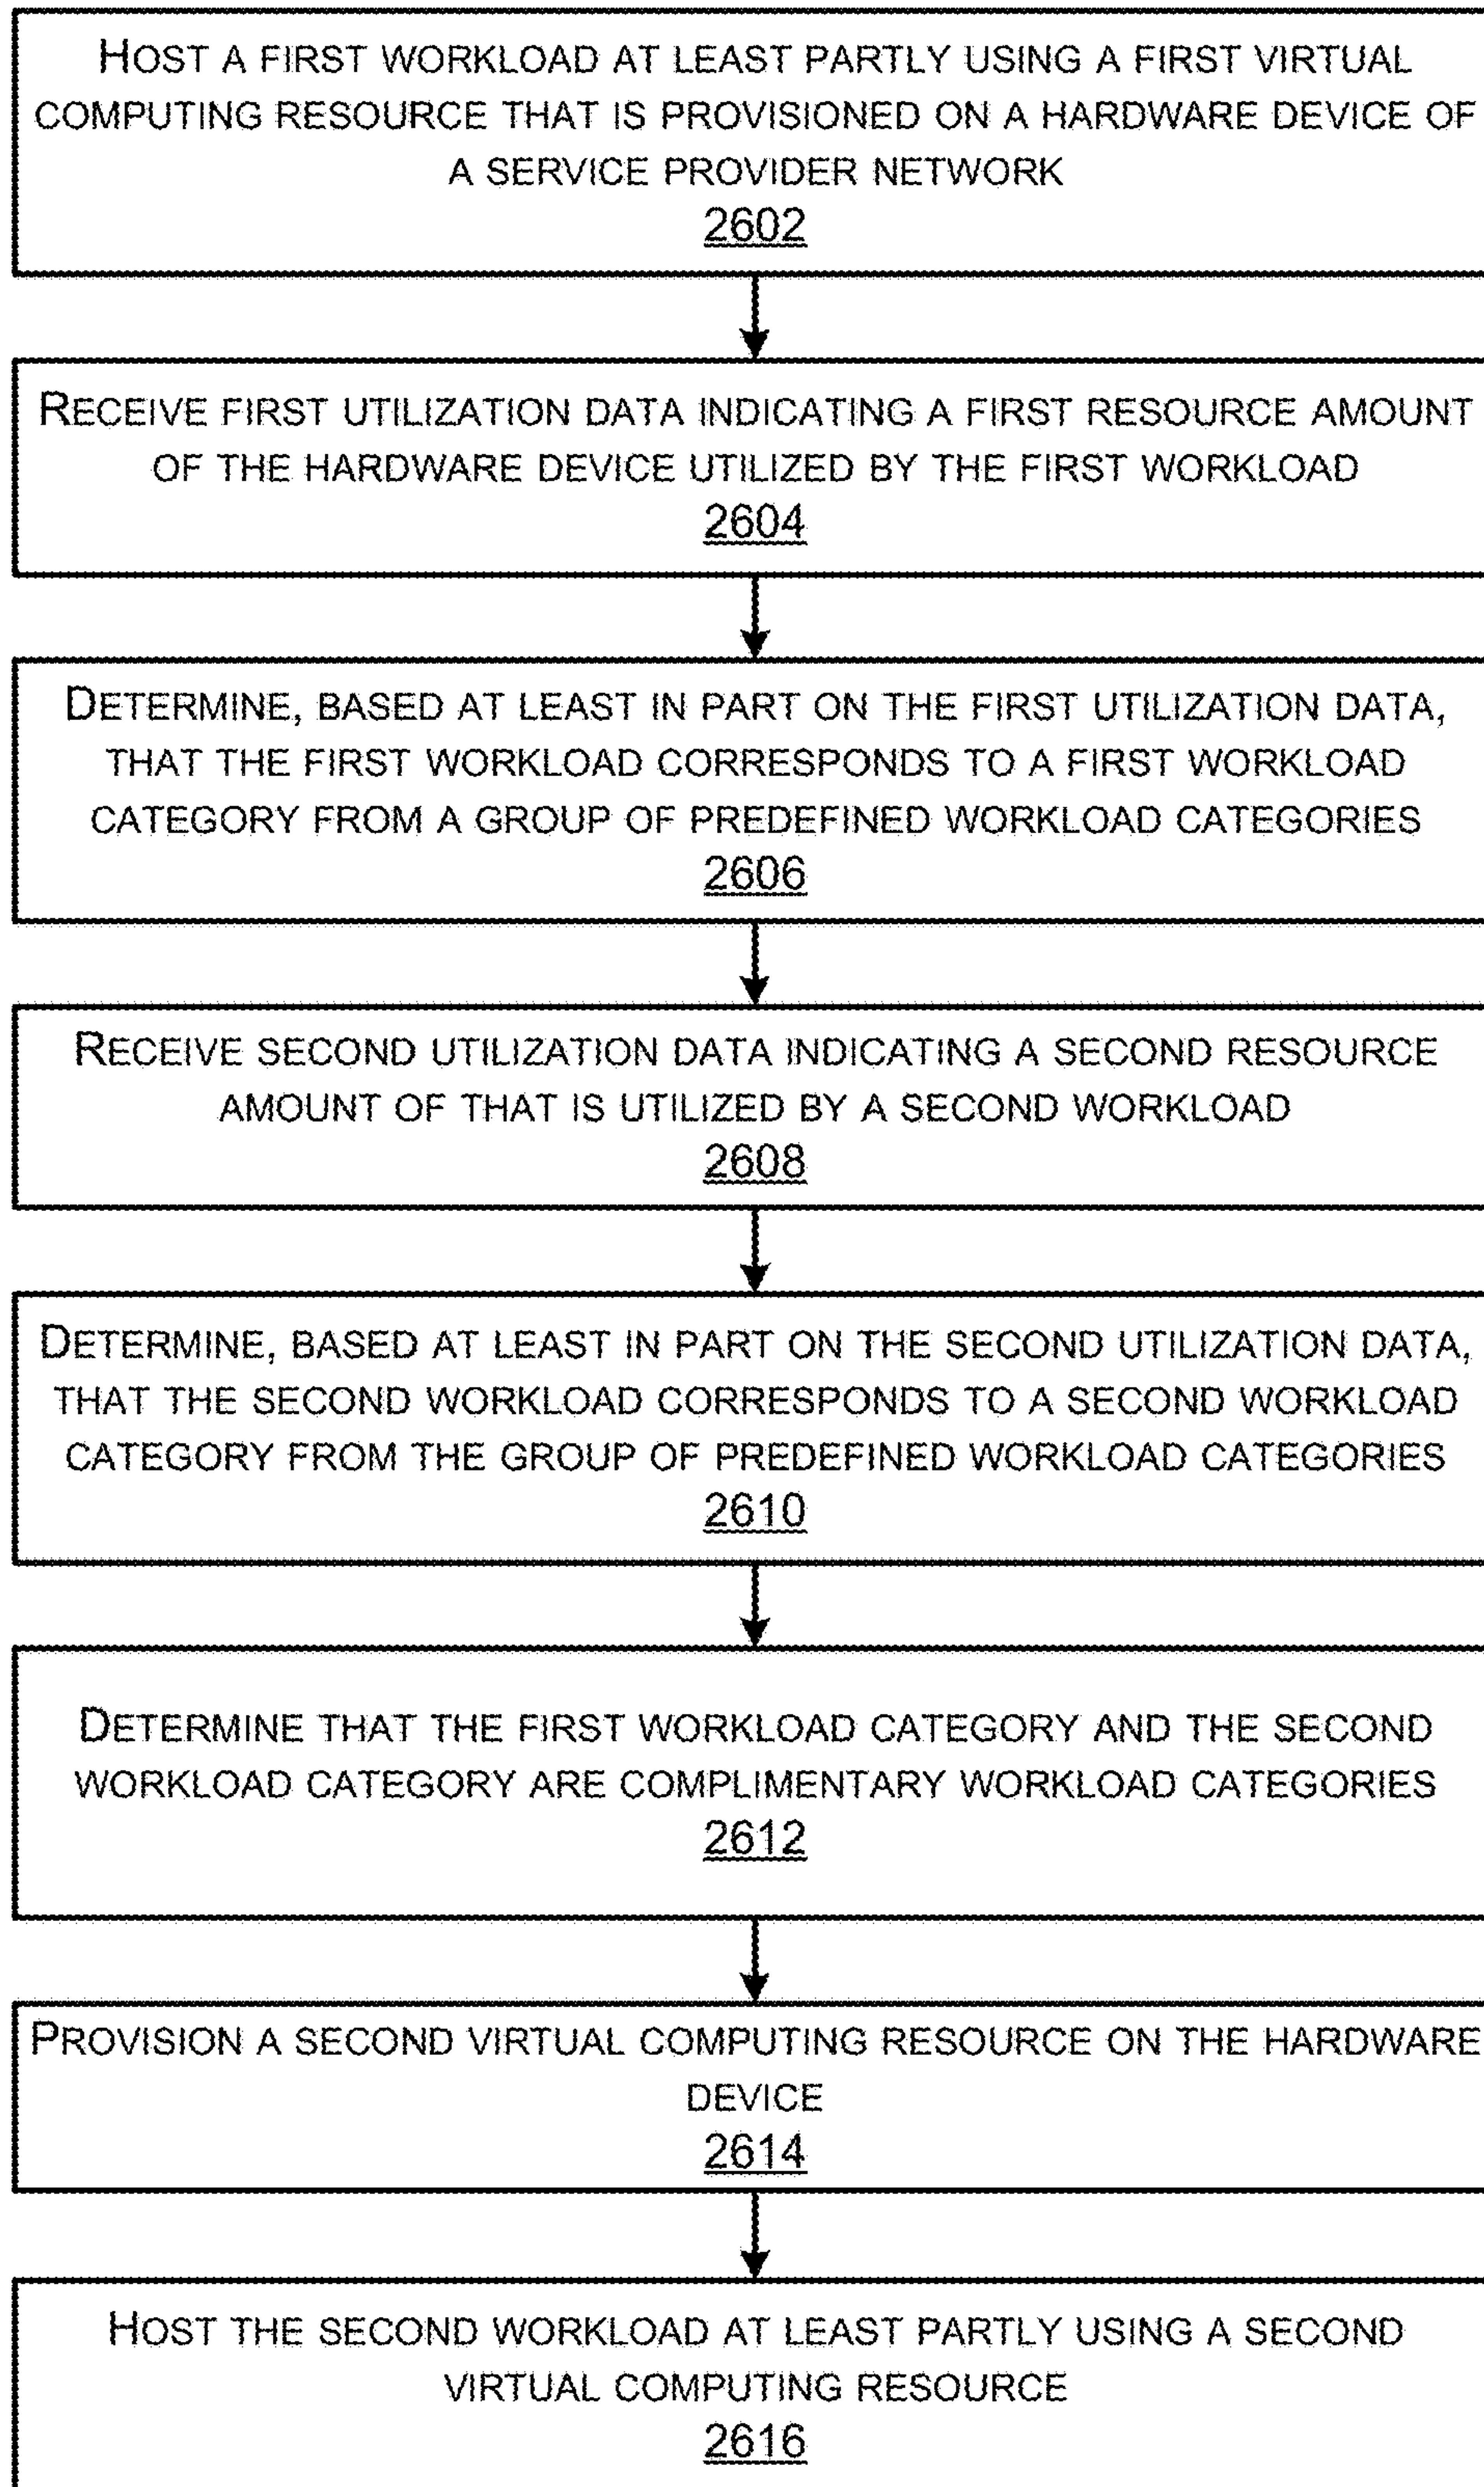 HOST A FIRST WORKLOAD AT LEAST PARTLY USING A FIRST VIRTUAL
COMPUTING RESOURCE THAT IS PROVISIONED ON A HARDWARE DEVICE OF
A SERVICE PROVIDER NETWORK
2602
RECEIVE FIRST UTILIZATION DATA INDICATING A FIRST RESOURCE AMOUNT
OF THE HARDWARE DEVICE UTILIZED BY THE FIRST WORKLOAD
2604
DETERMINE, BASED AT LEAST IN PART ON THE FIRST UTILIZATION DATA,
THAT THE FIRST WORKLOAD CORRESPONDS TO A FIRST WORKLOAD
CATEGORY FROM A GROUP OF PREDEFINED WORKLOAD CATEGORIES
2606
RECEIVE SECOND UTILIZATION DATA INDICATING A SECOND RESOURCE
AMOUNT OF THAT IS UTILIZED BY A SECOND WORKLOAD
2608
DETERMINE, BASED AT LEAST IN PART ON THE SECOND UTILIZATION DATA,
THAT THE SECOND WORKLOAD CORRESPONDS TO A SECOND WORKLOAD
CATEGORY FROM THE GROUP OF PREDEFINED WORKLOAD CATEGORIES
2610
DETERMINE THAT THE FIRST WORKLOAD CATEGORY AND THE SECOND
WORKLOAD CATEGORY ARE COMPLIMENTARY WORKLOAD CATEGORIES
2612
PROVISION A SECOND VIRTUAL COMPUTING RESOURCE ON THE HARDWARE
DEVICE
2614
HOST THE SECOND WORKLOAD AT LEAST PARTLY USING A SECOND
VIRTUAL COMPUTING RESOURCE
2616